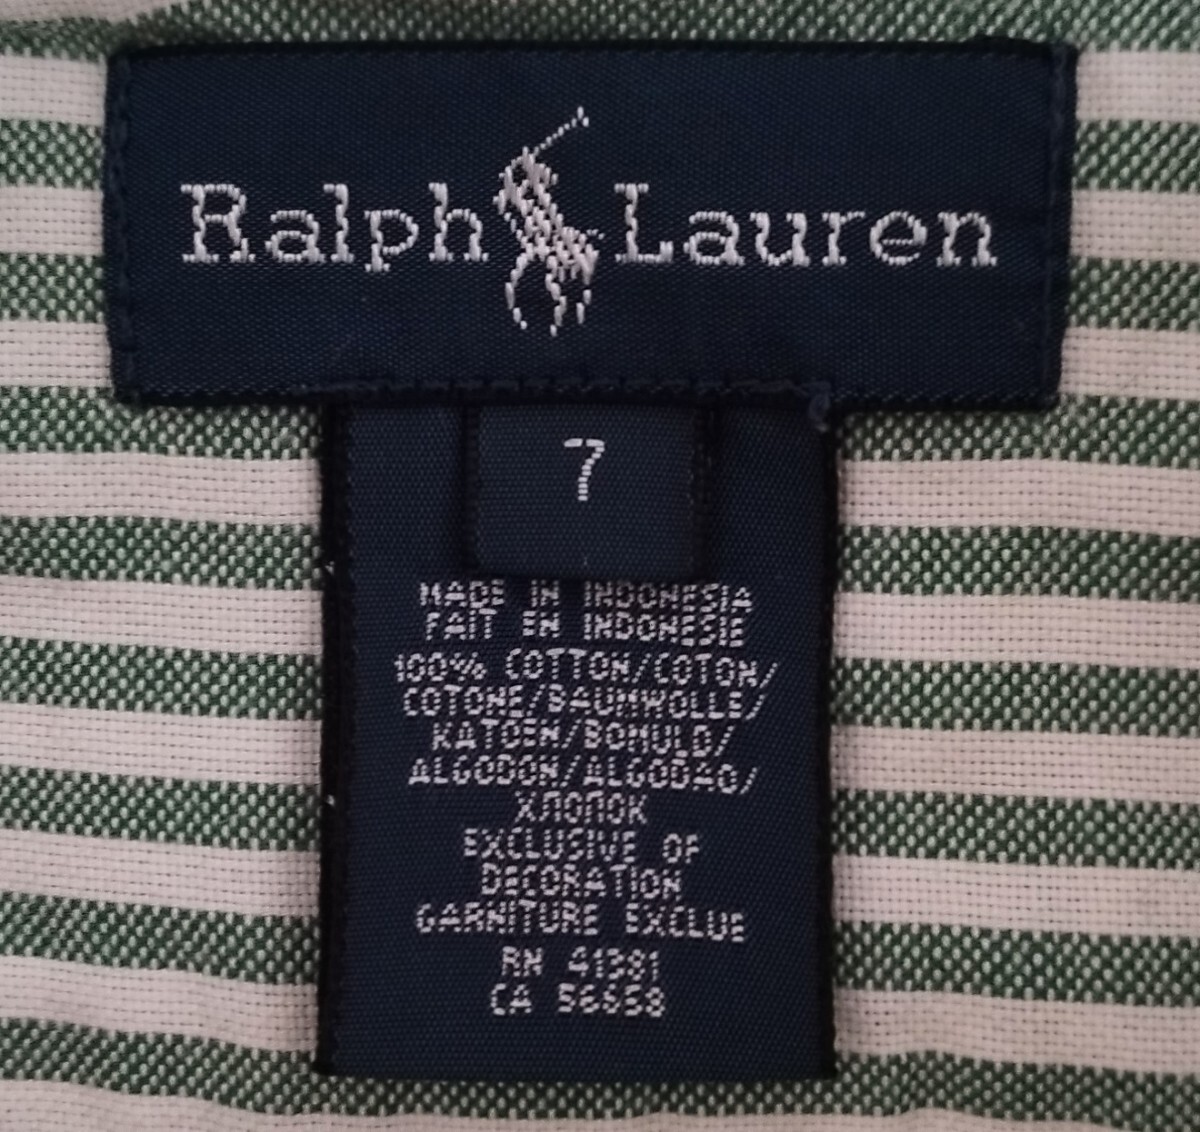 Ralph Lauren
7
MADE IN INDONESIA
FAIT EN INDONESIE
100% COTTON/COTON/
COTONE/BAUMWOLLE/
KATOEN/BOMULD/
ALGODON/ALGODÃO/
ХЛОПОК
EXCLUSIVE OF
DECORATION
GARNITURE EXCLUE
RN 41381
CA 56658